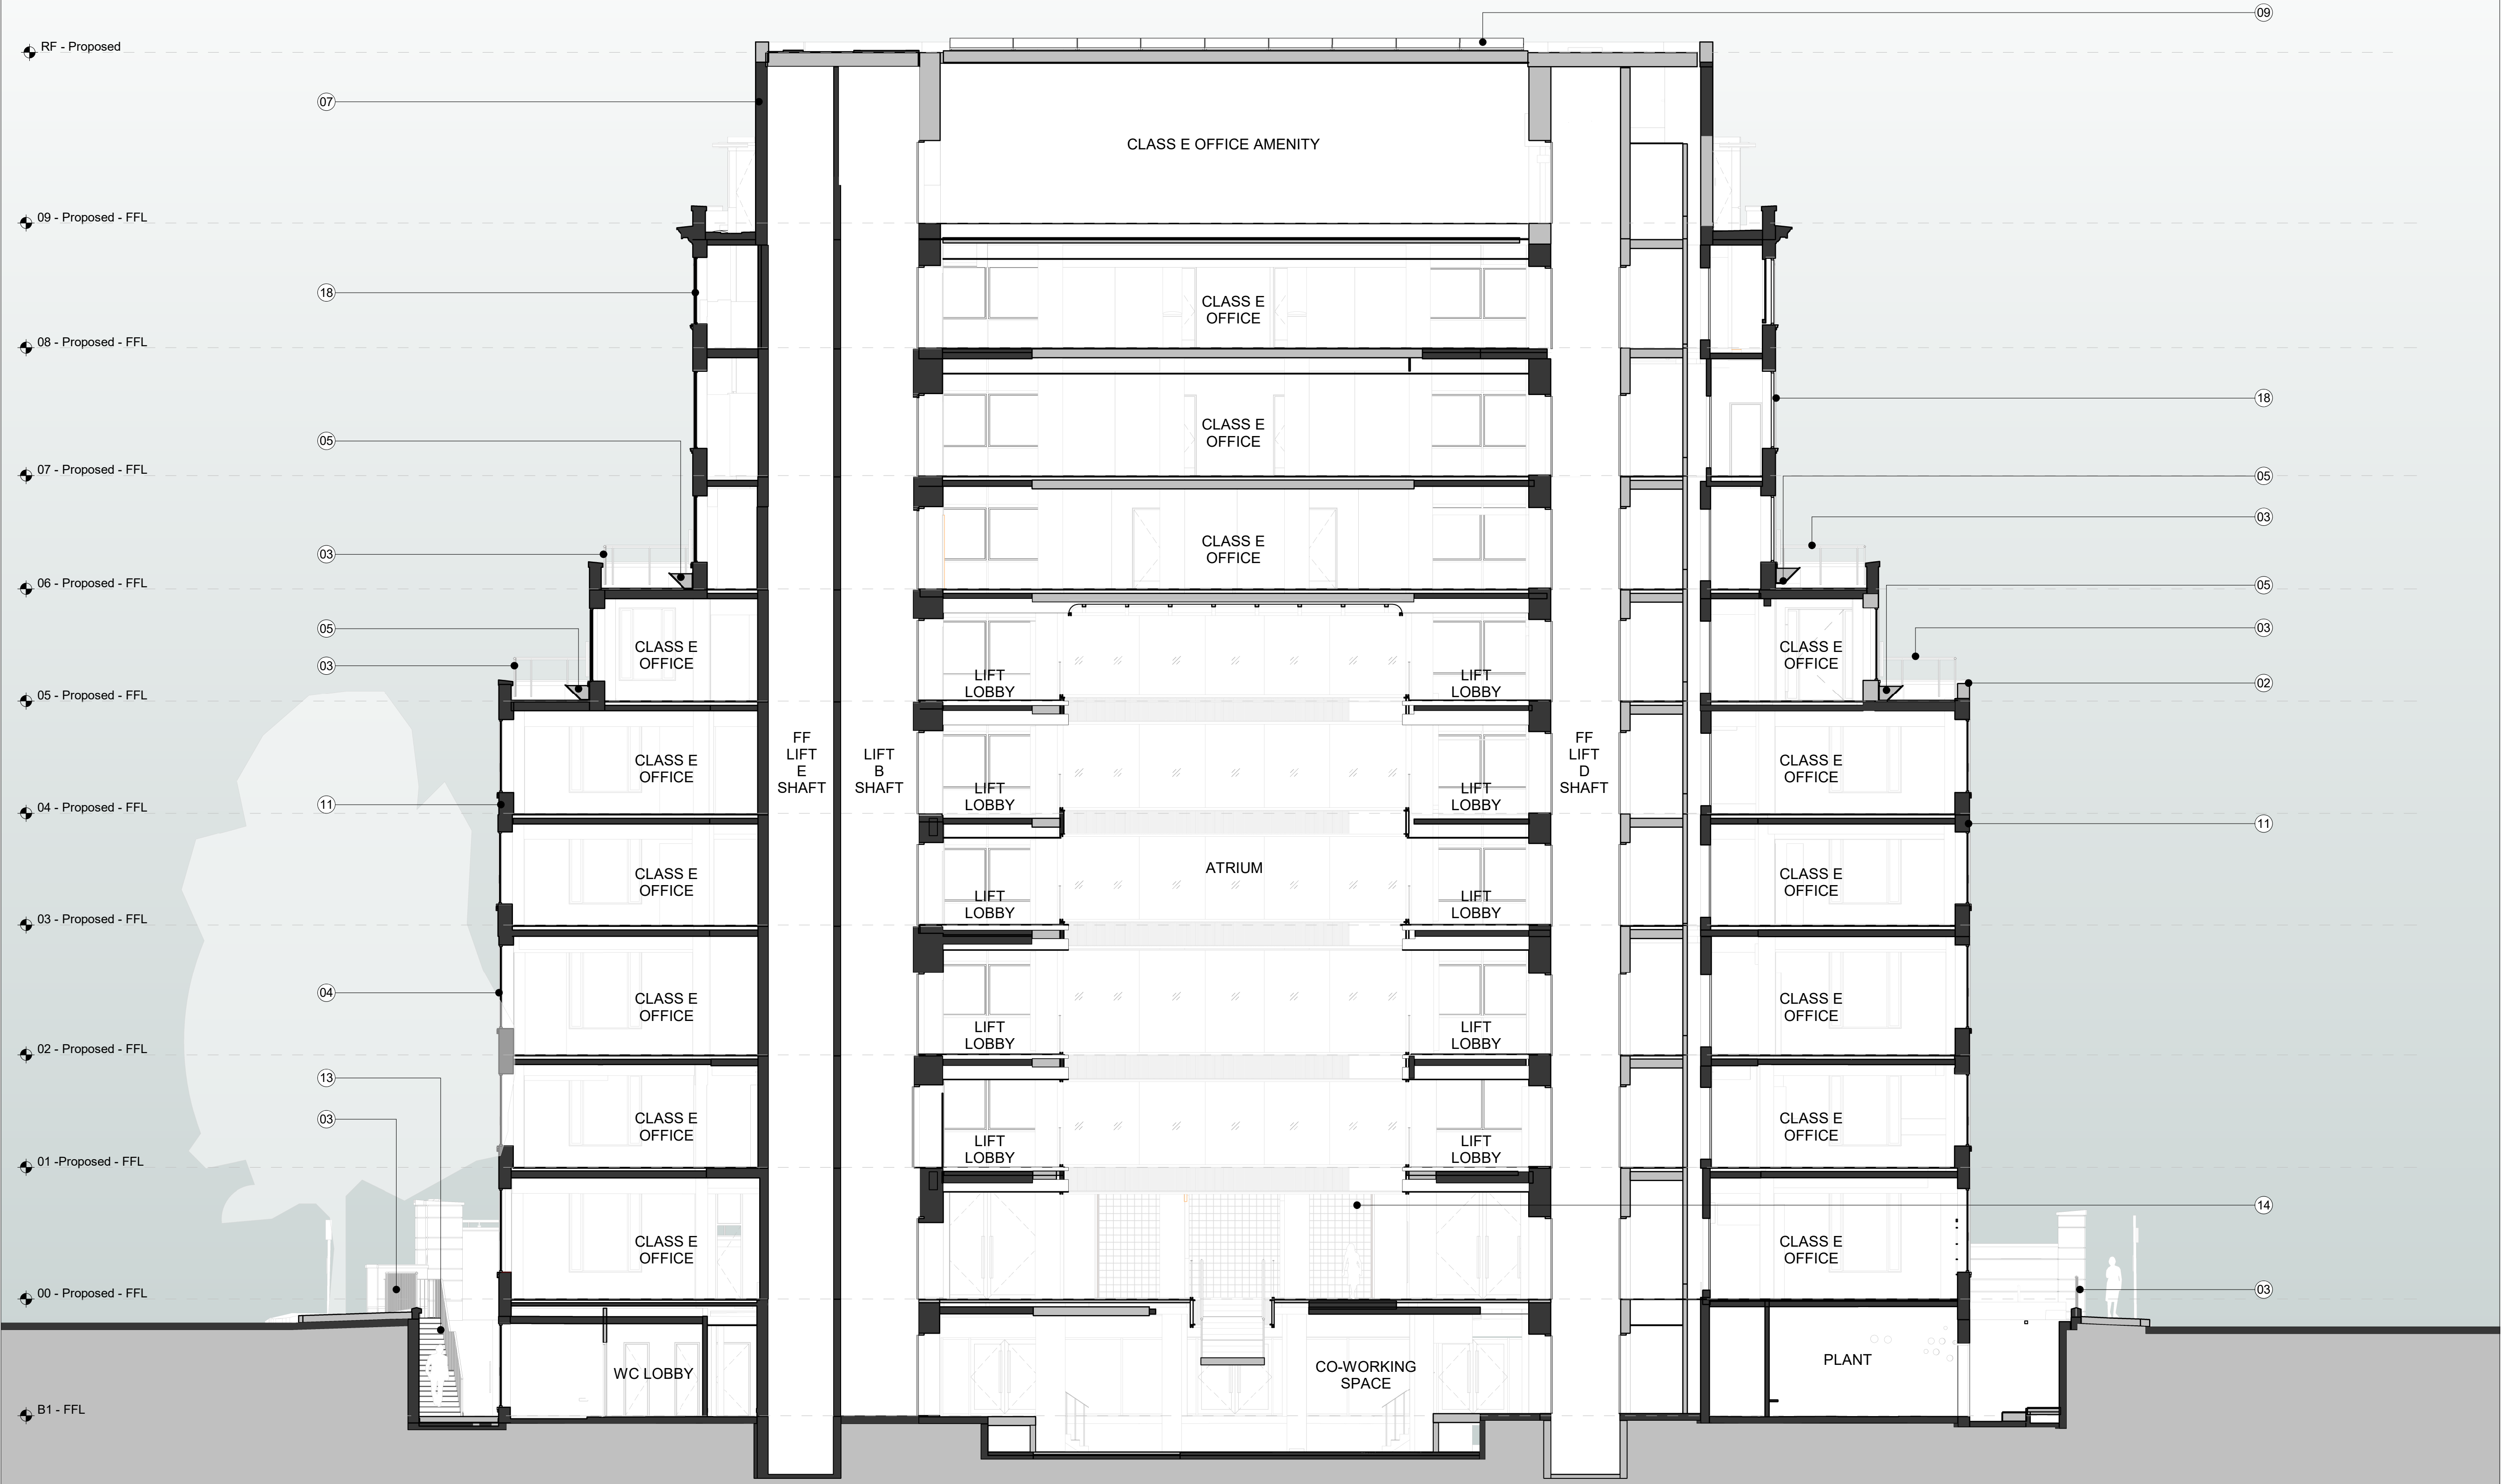 09
RF - Proposed
07
CLASS E OFFICE AMENITY
09 - Proposed - FFL
18
CLASS E
OFFICE
08 - Proposed - FFL
18
05
CLASS E
OFFICE
07 - Proposed - FFL
05
03
03
CLASS E
OFFICE
06 - Proposed - FFL
05
05
03
CLASS E
OFFICE
CLASS E
OFFICE
03
LIFT
LOBBY
LIFT
LOBBY
02
05 - Proposed - FFL
FF
LIFT
E
SHAFT
LIFT
B
SHAFT
FF
LIFT
D
SHAFT
CLASS E
OFFICE
CLASS E
OFFICE
LIFT
LOBBY
LIFT
LOBBY
04 - Proposed - FFL
11
11
ATRIUM
CLASS E
OFFICE
CLASS E
OFFICE
LIFT
LOBBY
LIFT
LOBBY
03 - Proposed - FFL
04
CLASS E
OFFICE
CLASS E
OFFICE
LIFT
LOBBY
LIFT
LOBBY
02 - Proposed - FFL
13
03
CLASS E
OFFICE
CLASS E
OFFICE
LIFT
LOBBY
LIFT
LOBBY
01 -Proposed - FFL
14
CLASS E
OFFICE
CLASS E
OFFICE
00 - Proposed - FFL
03
WC LOBBY
CO-WORKING
SPACE
PLANT
B1 - FFL